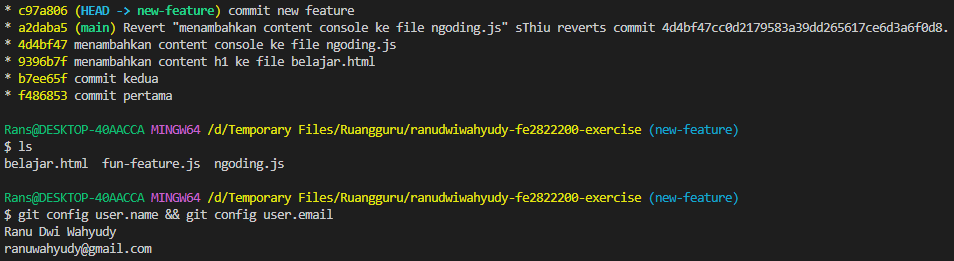 * c97a806 (HEAD -> new-feature) commit new feature
* a2daba5 (main) Revert "menambahkan content console ke file ngoding.js" sThiu reverts commit 4d4bf47cc0d2179583a39dd265617ce6d3a6f0d8.
* 4d4bf47 menambahkan content console ke file ngoding.js
* 9396b7f menambahkan content h1 ke file belajar.html
* b7ee65f commit kedua
* f486853 commit pertama
Rans@DESKTOP-40AACCA MINGW64 /d/Temporary Files/Ruangguru/ranudwiwahyudy-fe2822200-exercise (new-feature)
$ ls
belajar.html  fun-feature.js  ngoding.js
Rans@DESKTOP-40AACCA MINGW64 /d/Temporary Files/Ruangguru/ranudwiwahyudy-fe2822200-exercise (new-feature)
$ git config user.name && git config user.email
Ranu Dwi Wahyudy
ranuwahyudy@gmail.com